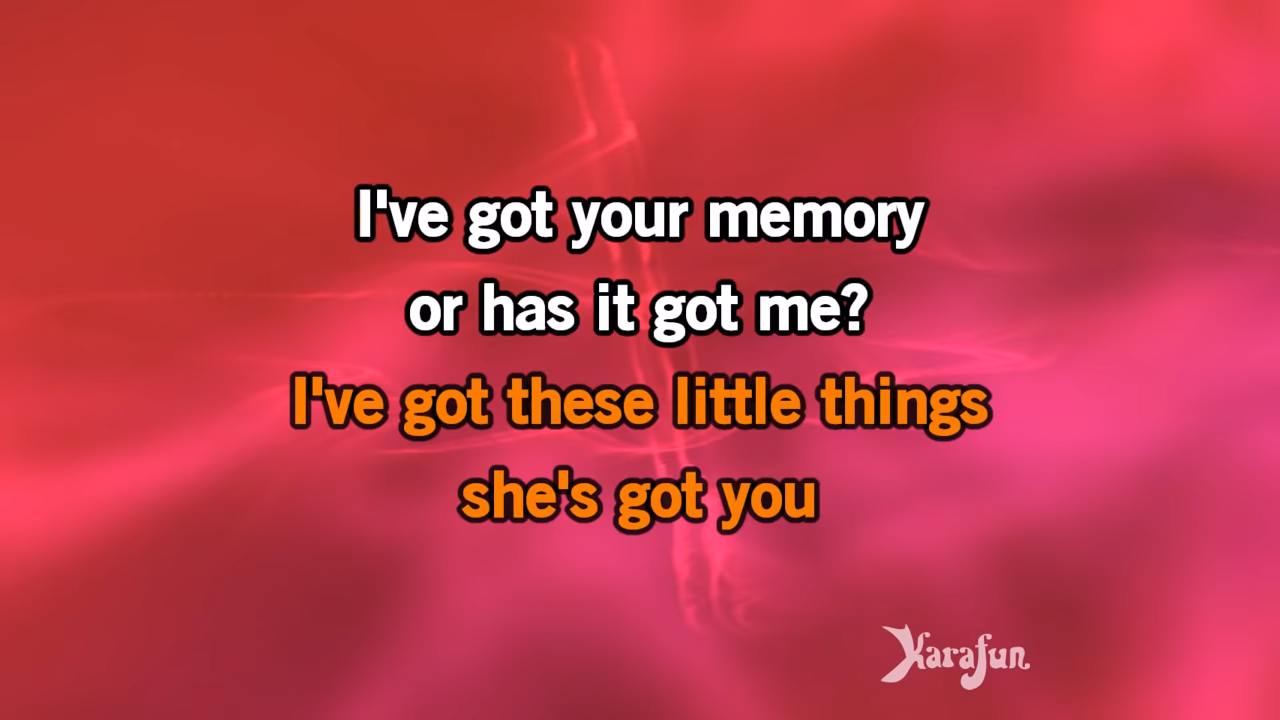 I've got your memory
or has it got me?
I've got these little things
she's got you
Karafun